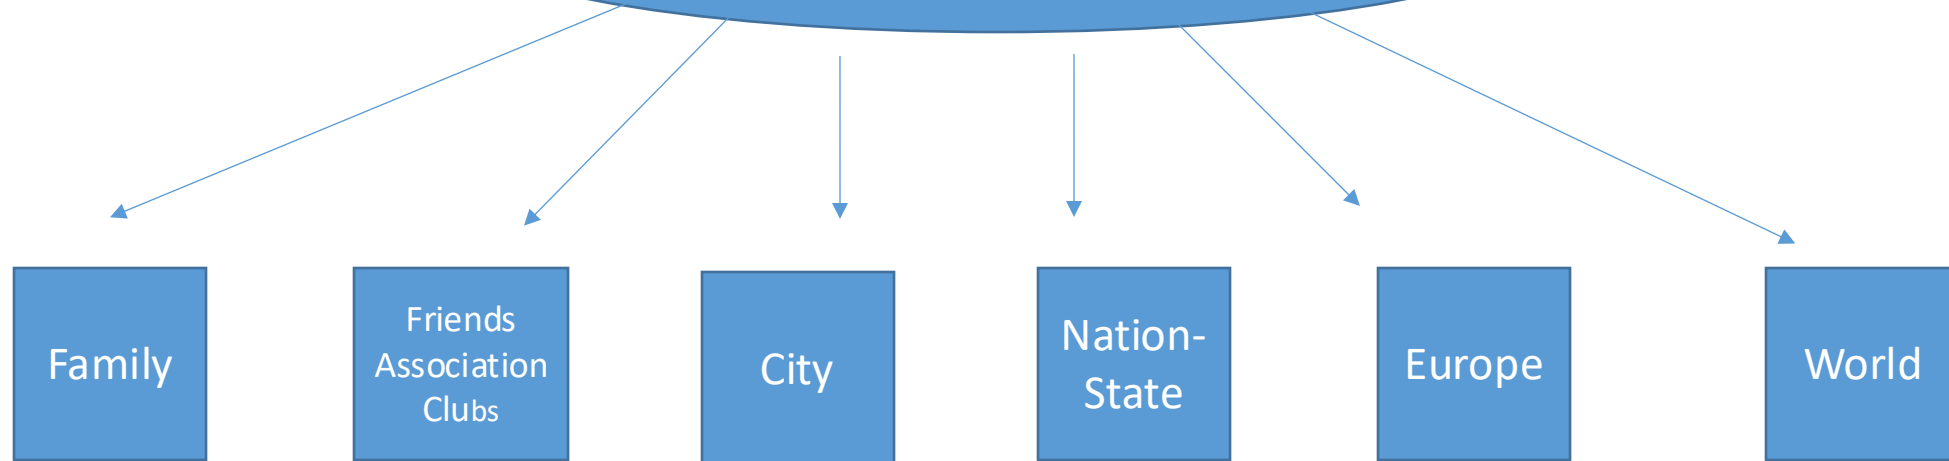 Family
Friends
Association
Clubs
City
Nation-
State
Europe
World